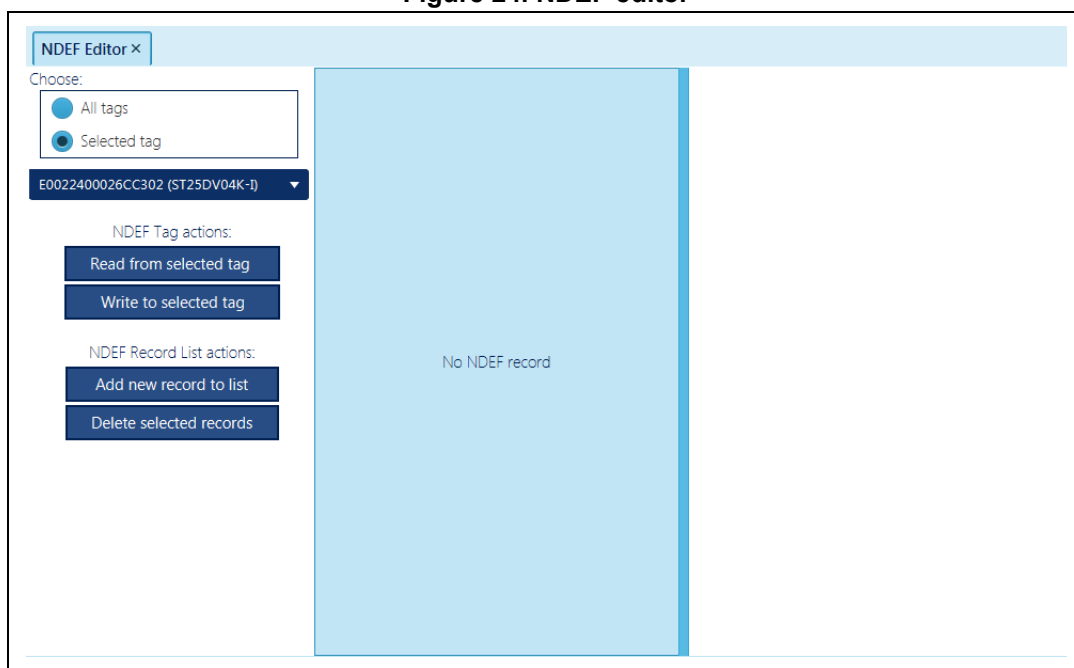 NDEF Editor ×
Choose:
All tags
Selected tag
E0022400026CC302 (ST25DV04K-I)
NDEF Tag actions:
Read from selected tag
Write to selected tag
NDEF Record List actions:
Add new record to list
Delete selected records
No NDEF record